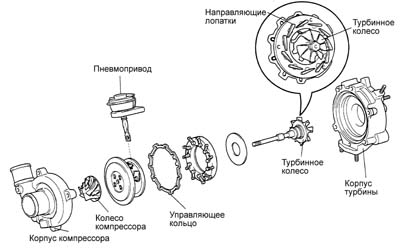 Направляющие
лопатки
Турбинное
колесо
Пневмопривод
Турбинное
колесо
Корпус
турбины
Управляющее
кольцо
Колесо
компрессора
Корпус компрессора